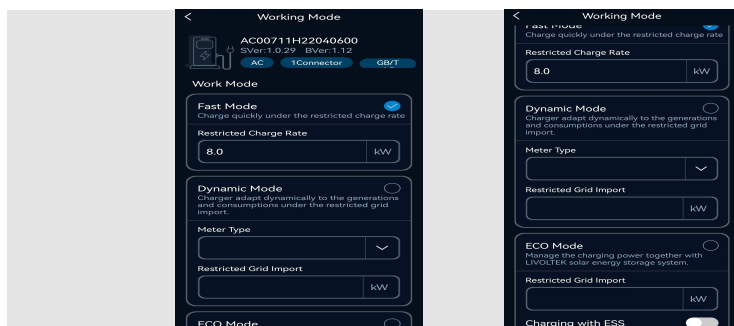 Working Mode
AC00711H22040600
SVer:1.0.29 BVer:1.12
AC 1Connector GB/T
Work Mode
Fast Mode
Charge quickly under the restricted charge rate
Restricted Charge Rate
8.0 kW
Dynamic Mode
Charger adapt dynamically to the generations
and consumptions under the restricted grid
import.
Meter Type
Restricted Grid Import
kW
ECO Mode
Working Mode
Fast Mode
Charge quickly under the restricted charge rate
Restricted Charge Rate
8.0 kW
Dynamic Mode
Charger adapt dynamically to the generations
and consumptions under the restricted grid
import.
Meter Type
Restricted Grid Import
kW
ECO Mode
Manage the charging power together with
LIVOLTEK solar energy storage system.
Restricted Grid Import
kW
Charging with ESS